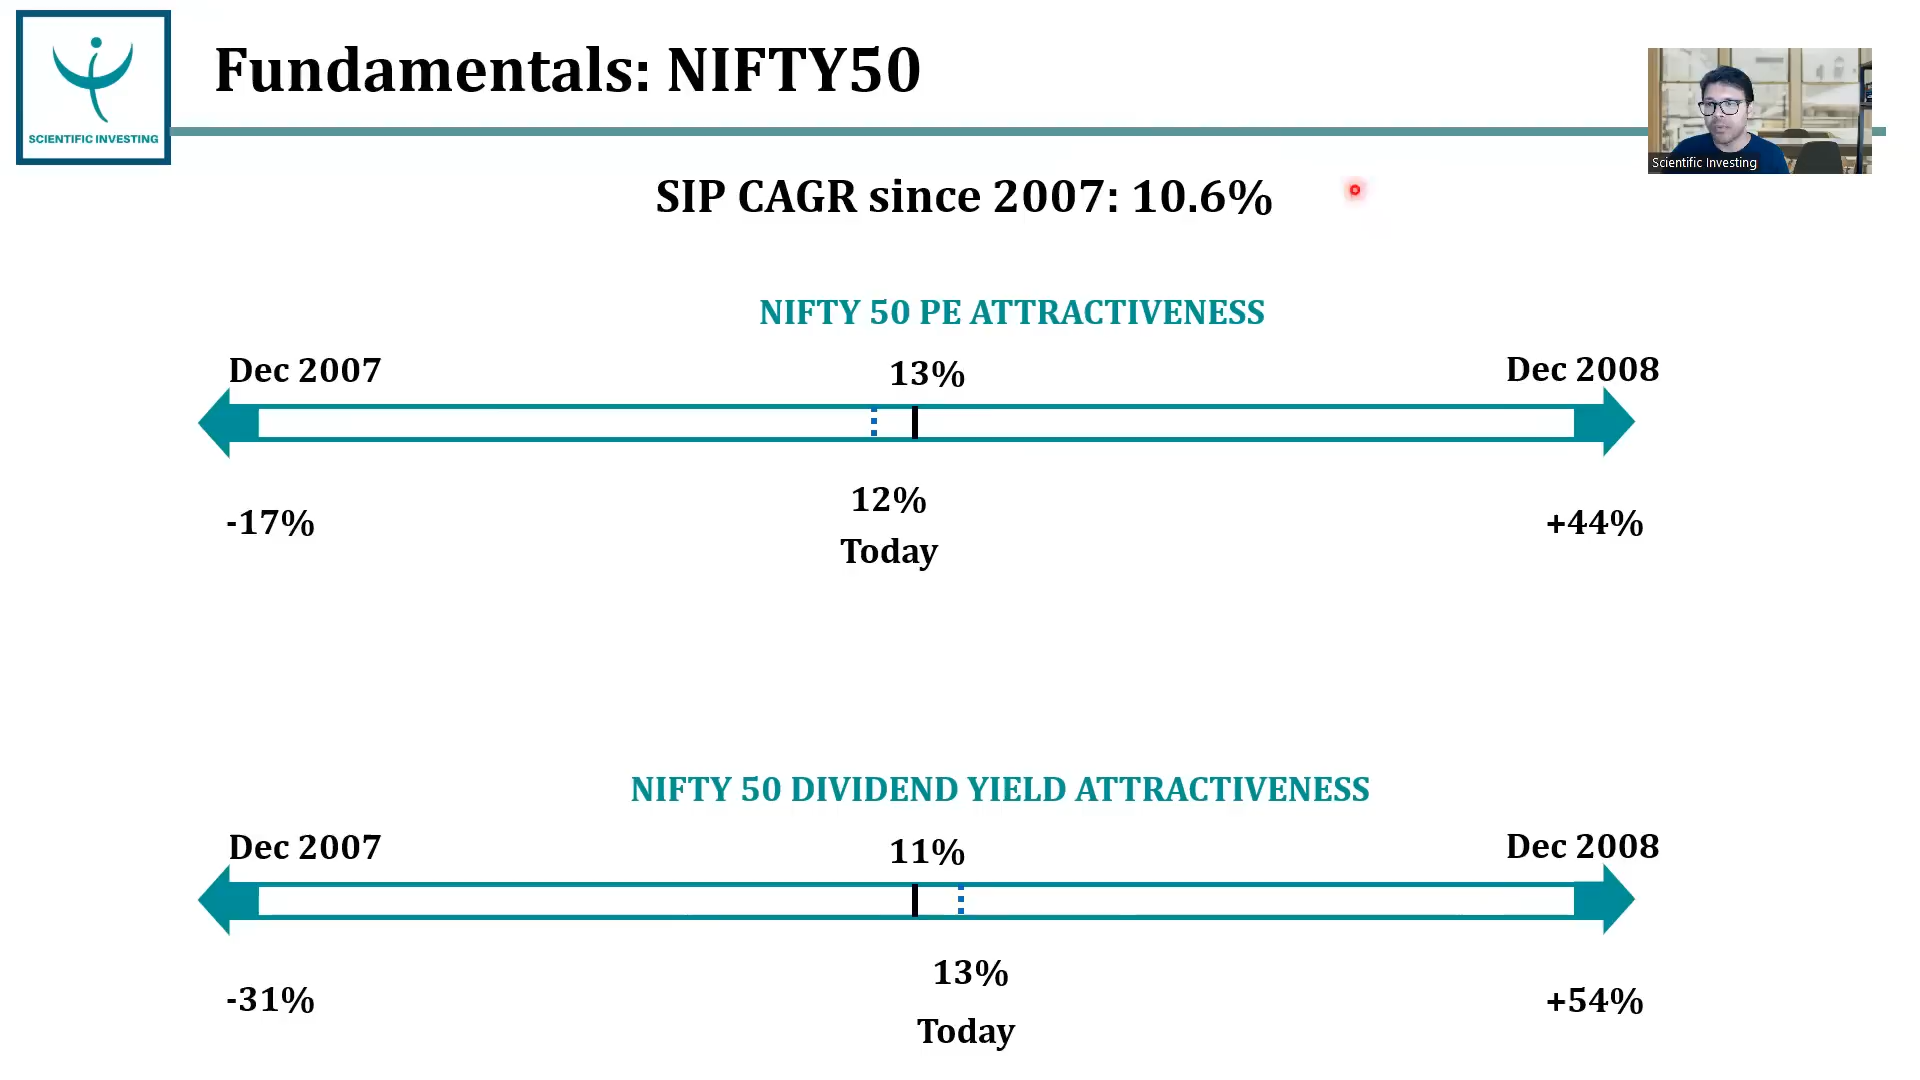 Fundamentals: NIFTY50
SCIENTIFIC INVESTING
Scientific Investing
SIP CAGR since 2007: 10.6%
NIFTY 50 PE ATTRACTIVENESS
Dec 2007
13%
Dec 2008
-17%
12%
Today
+44%
NIFTY 50 DIVIDEND YIELD ATTRACTIVENESS
Dec 2007
11%
Dec 2008
-31%
13%
Today
+54%